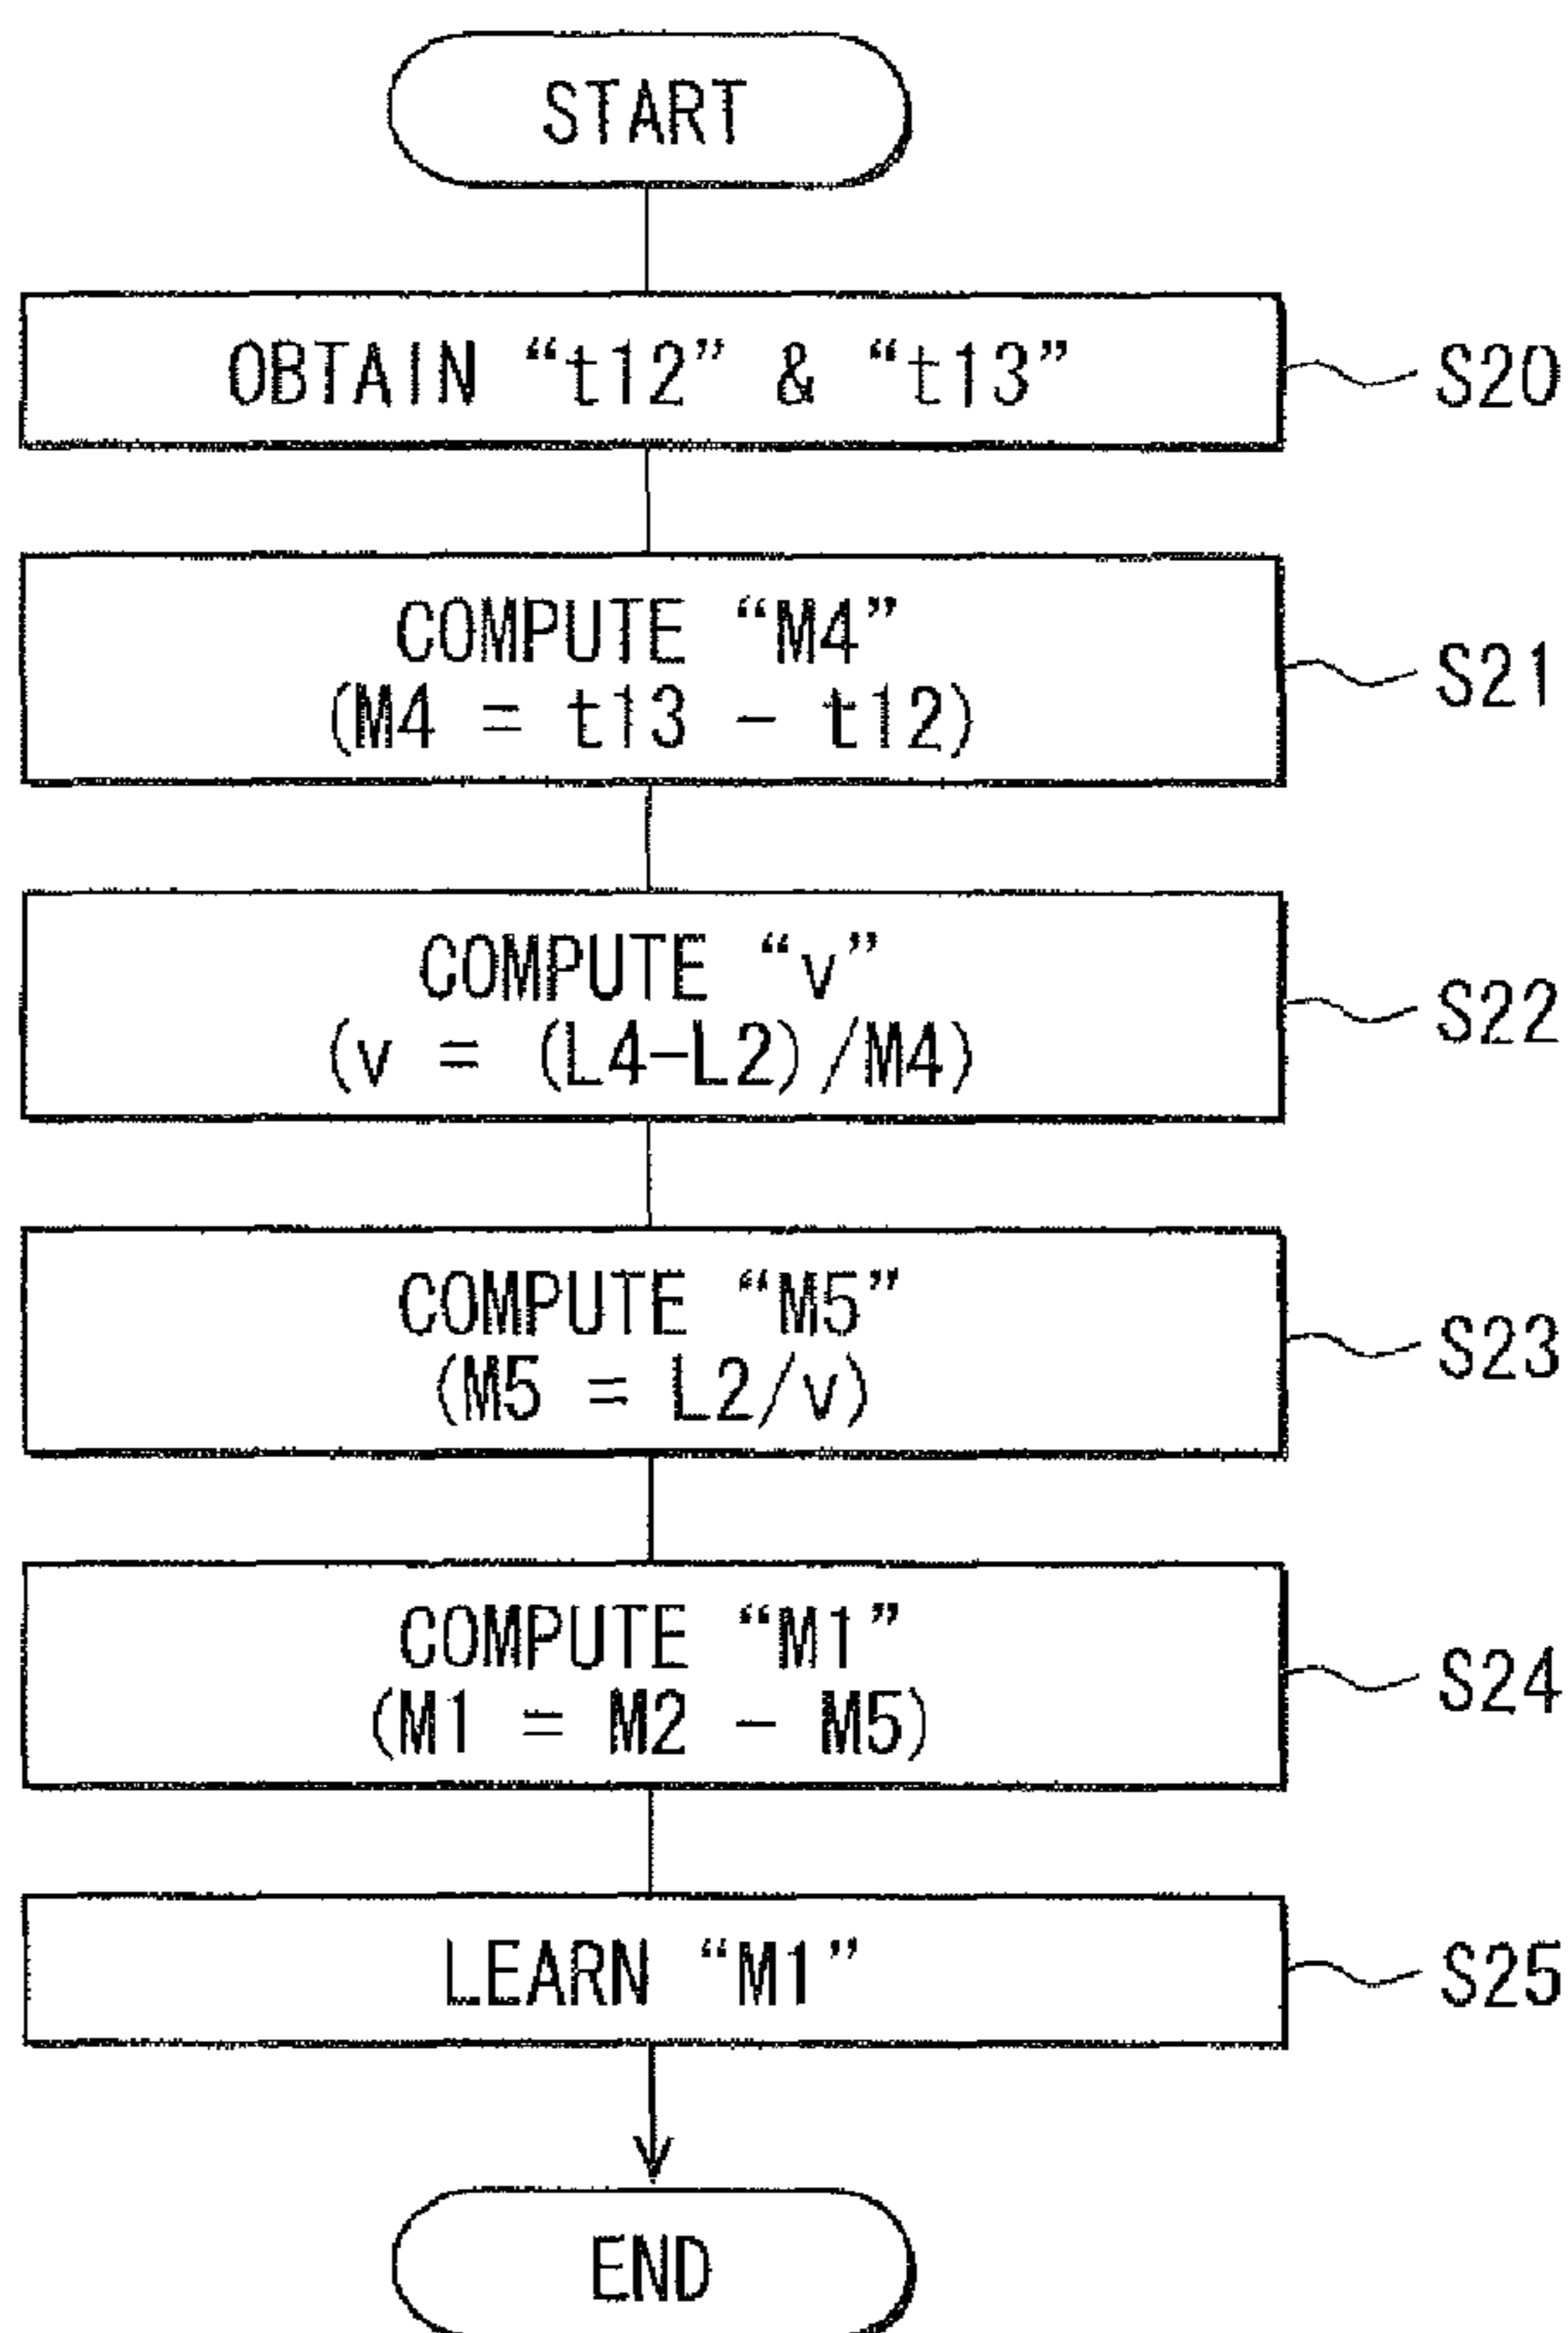 START
OBTAIN “t12” & “t13”
S20
COMPUTE “M4”
(M4 = t13 - t12)
S21
COMPUTE “v”
(v = (L4-L2)/M4)
S22
COMPUTE “M5”
(M5 = L2/v)
S23
COMPUTE “M1”
(M1 = M2 - M5)
S24
LEARN “M1”
S25
END